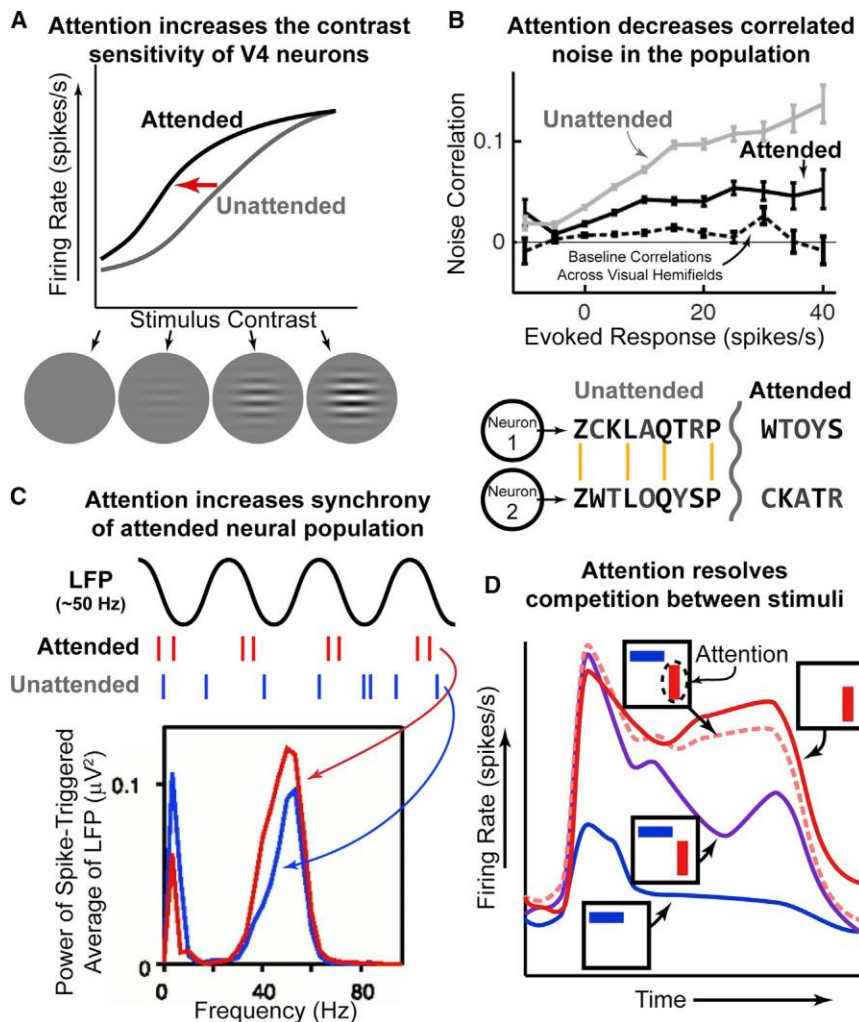 A
Attention increases the contrast
sensitivity of V4 neurons
Firing Rate (spikes/s)
Attended
Unattended
Stimulus Contrast
B
Attention decreases correlated
noise in the population
Noise Correlation
0.1
0
Unattended
Attended
Baseline Correlations
Across Visual Hemifields
0 20 40
Evoked Response (spikes/s)
Unattended Attended
Neuron
1
ZCKLAQTRP WTOYS
Neuron
2
ZWTLOQYSP CKATR
C
Attention increases synchrony
of attended neural population
LFP
(~50 Hz)
Attended
Unattended
Power of Spike-Triggered
Average of LFP (μV²)
0.1
0
0 40 80
Frequency (Hz)
D
Attention resolves
competition between stimuli
Attention
Firing Rate (spikes/s)
Time